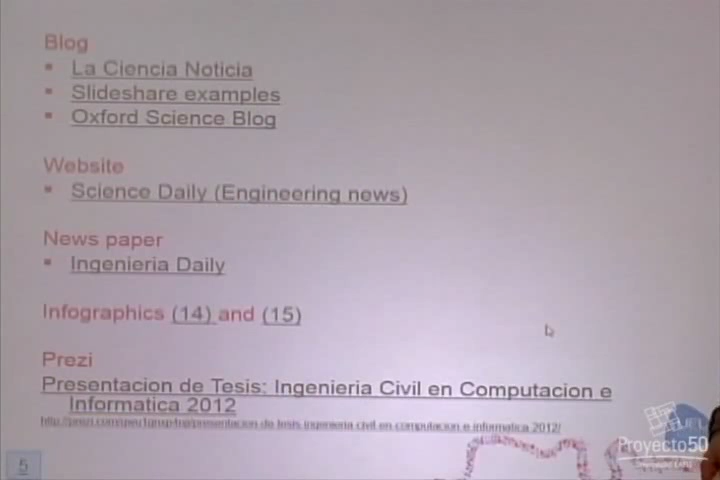 Blog
La Ciencia Noticia
Slideshare examples
Oxford Science Blog
Website
Science Daily (Engineering news)
News paper
Ingenieria Daily
Infographics (14) and (15)
Prezi
Presentacion de Tesis: Ingenieria Civil en Computacion e
Informatica 2012
5
Proyecto50